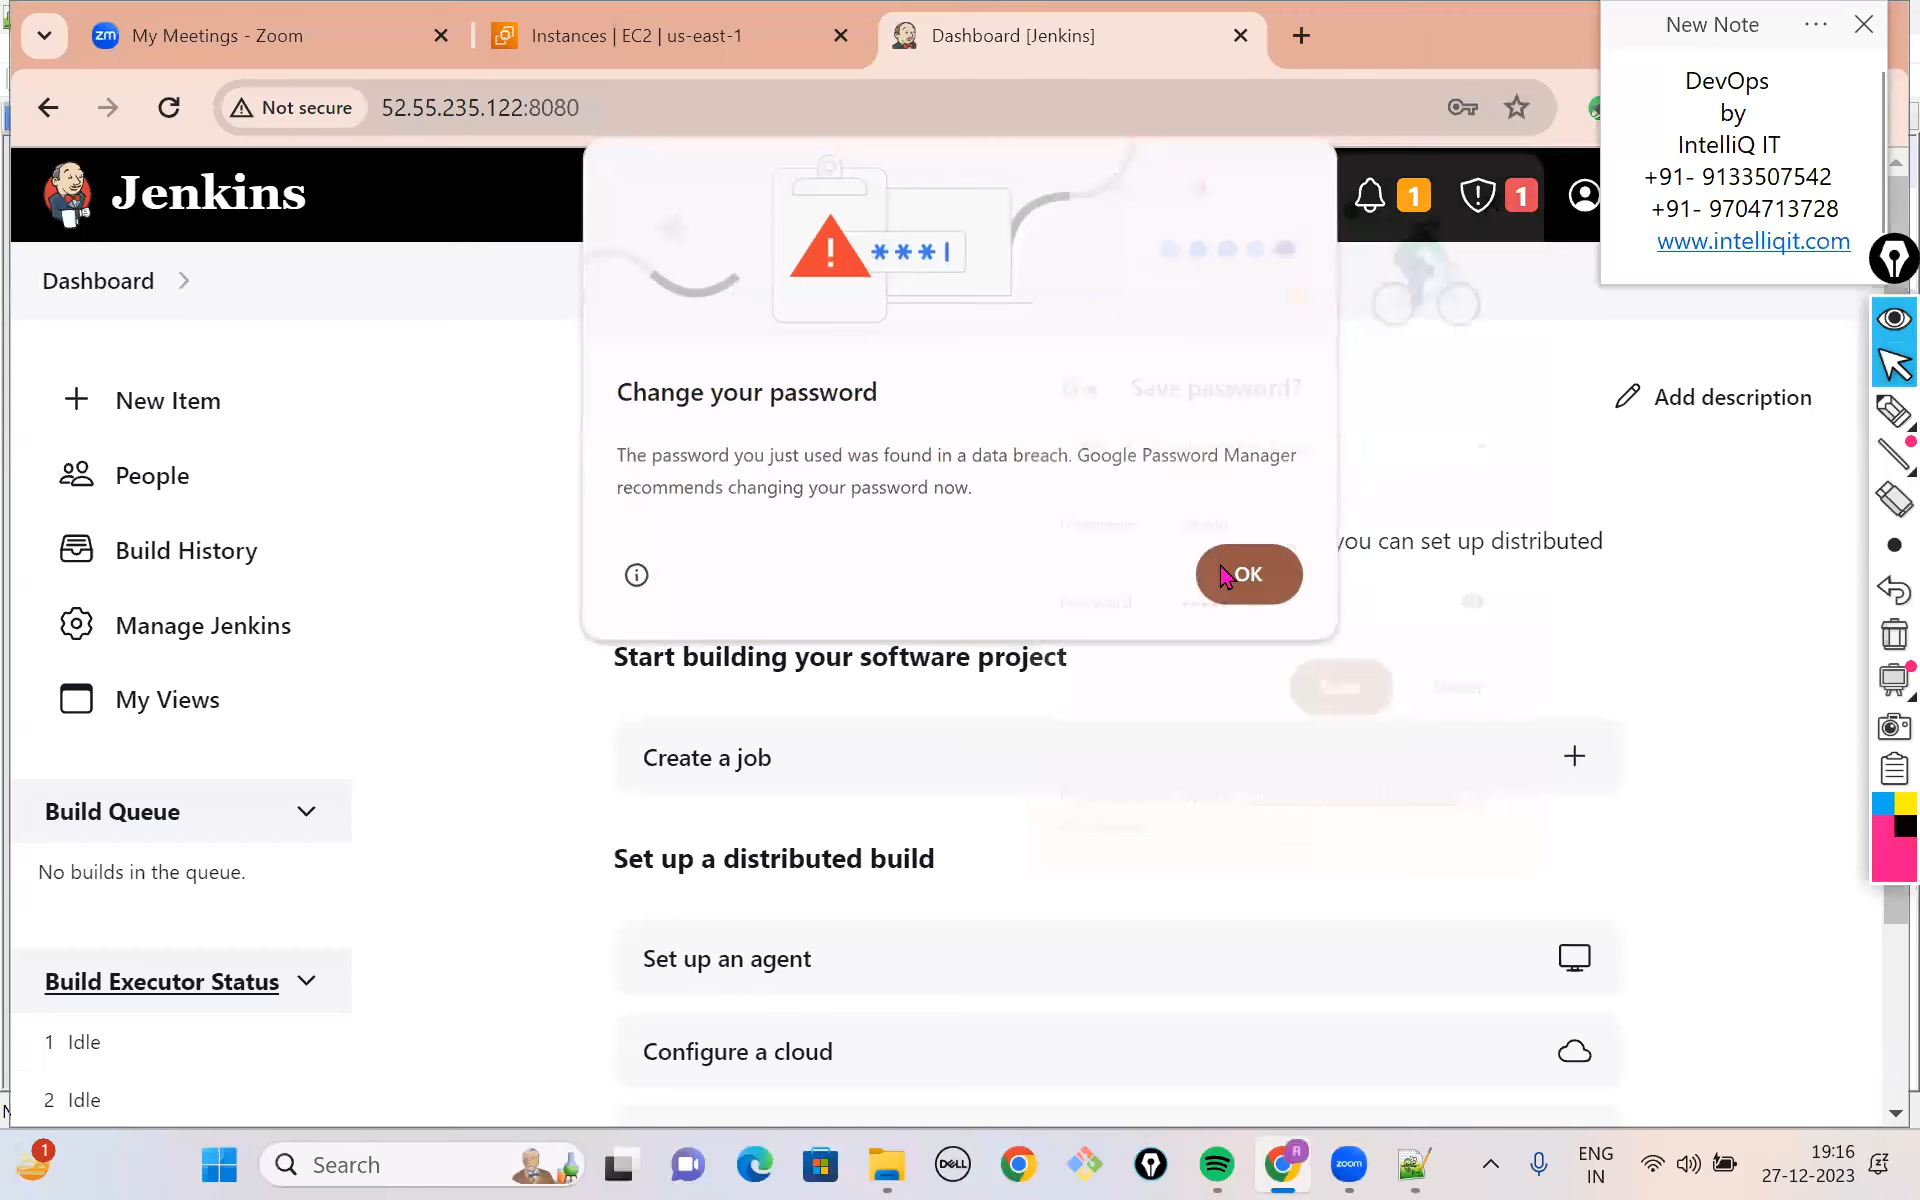 My Meetings - Zoom
Instances | EC2 | us-east-1
Dashboard [Jenkins]
New Note
Not secure
52.55.235.122:8080
DevOps
by
IntelliQ IT
+91- 9133507542
+91- 9704713728
www.intelliqit.com
Jenkins
1
1
Dashboard
New Item
People
Build History
Manage Jenkins
My Views
Add description
Change your password
Save password?
The password you just used was found in a data breach. Google Password Manager
recommends changing your password now.
OK
you can set up distributed
Start building your software project
Create a job
Build Queue
No builds in the queue.
Set up a distributed build
Set up an agent
Build Executor Status
1 Idle
Configure a cloud
2 Idle
1
Search
DELL
zoom
ENG
IN
19:16
27-12-2023